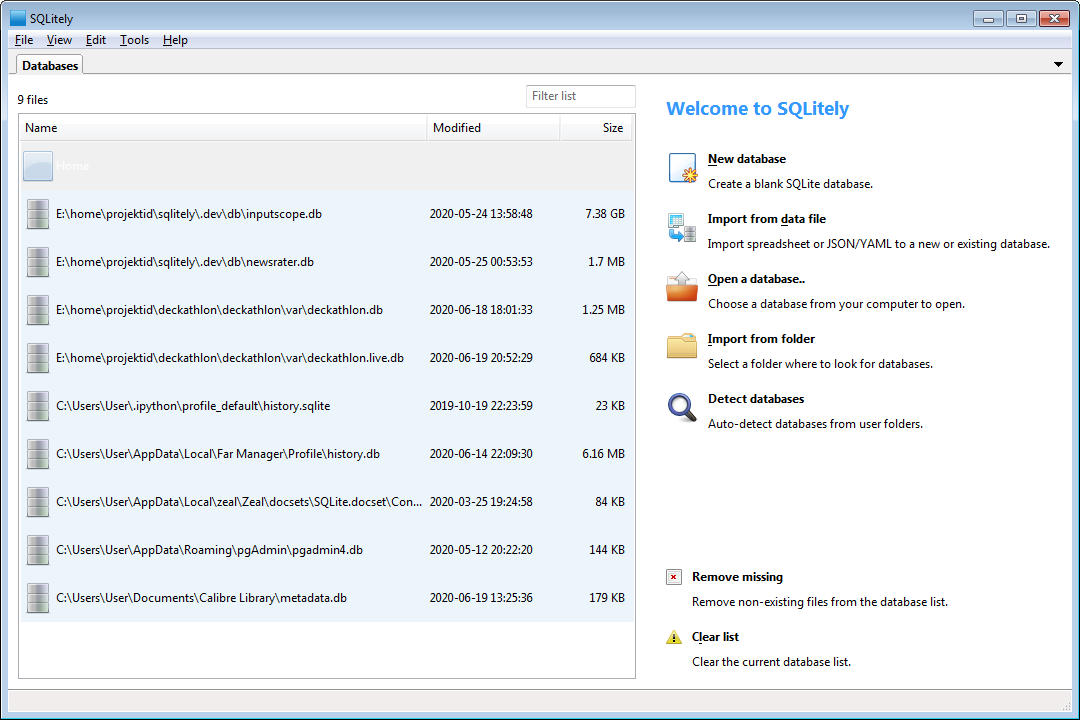 SQLitely
File View Edit Tools Help
Databases
9 files
Filter list
Name Modified Size
Home
E:\home\projektid\sqlitely\.dev\db\inputscope.db 2020-05-24 13:58:48 7.38 GB
E:\home\projektid\sqlitely\.dev\db\newsrater.db 2020-05-25 00:53:53 1.7 MB
E:\home\projektid\deckathlon\deckathlon\var\deckathlon.db 2020-06-18 18:01:33 1.25 MB
E:\home\projektid\deckathlon\deckathlon\var\deckathlon.live.db 2020-06-19 20:52:29 684 KB
C:\Users\User\.ipython\profile_default\history.sqlite 2019-10-19 22:23:59 23 KB
C:\Users\User\AppData\Local\Far Manager\Profile\history.db 2020-06-14 22:09:30 6.16 MB
C:\Users\User\AppData\Local\zeal\Zeal\docsets\SQLite.docset\Con... 2020-03-25 19:24:58 84 KB
C:\Users\User\AppData\Roaming\pgAdmin\pgadmin4.db 2020-05-12 20:22:20 144 KB
C:\Users\User\Documents\Calibre Library\metadata.db 2020-06-19 13:25:36 179 KB
Welcome to SQLitely
New database
Create a blank SQLite database.
Import from data file
Import spreadsheet or JSON/YAML to a new or existing database.
Open a database..
Choose a database from your computer to open.
Import from folder
Select a folder where to look for databases.
Detect databases
Auto-detect databases from user folders.
Remove missing
Remove non-existing files from the database list.
Clear list
Clear the current database list.